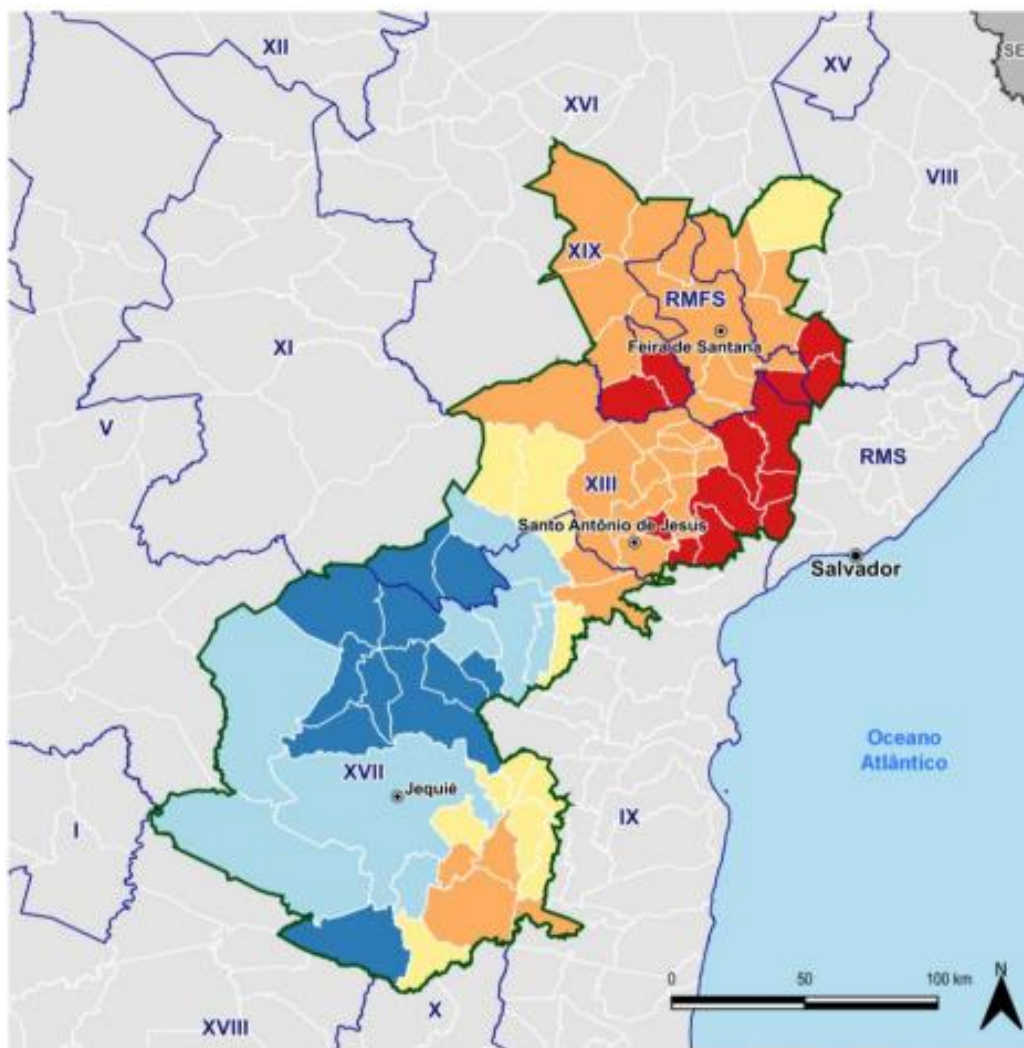 XII
SE
XV
XVI
VIII
XIX
RMFS
Feira de Santana
XI
V
RMS
XIII
Santo Antônio de Jesus
Salvador
Oceano
Atlântico
XVII
Jequié
IX
I
0 50 100 km
N
X
XVIII